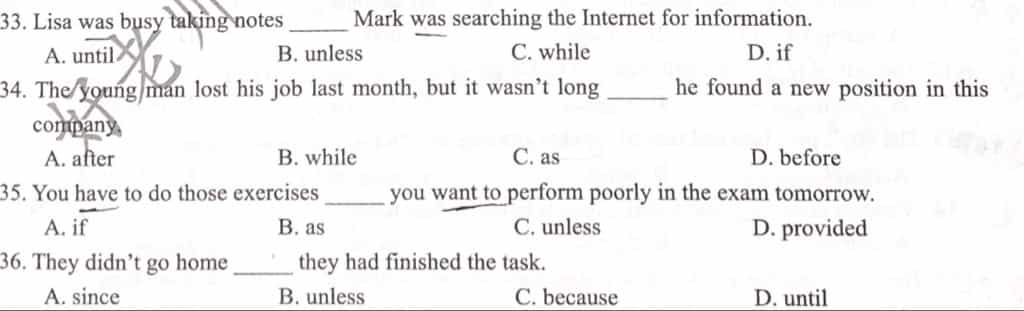 33. Lisa was busy taking notes ______ Mark was searching the Internet for information.
A. until B. unless C. while D. if
34. The young man lost his job last month, but it wasn't long ______ he found a new position in this
company.
A. after B. while C. as D. before
35. You have to do those exercises ______ you want to perform poorly in the exam tomorrow.
A. if B. as C. unless D. provided
36. They didn't go home ______ they had finished the task.
A. since B. unless C. because D. until